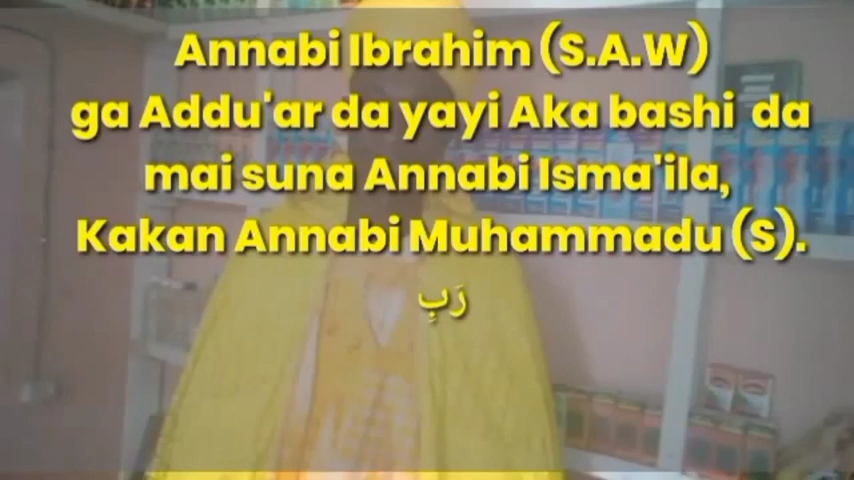 Annabi Ibrahim (S.A.W)
ga Addu'ar da yayi Aka bashi da
mai suna Annabi Isma'ila,
Kakan Annabi Muhammadu (S).
رَبِ